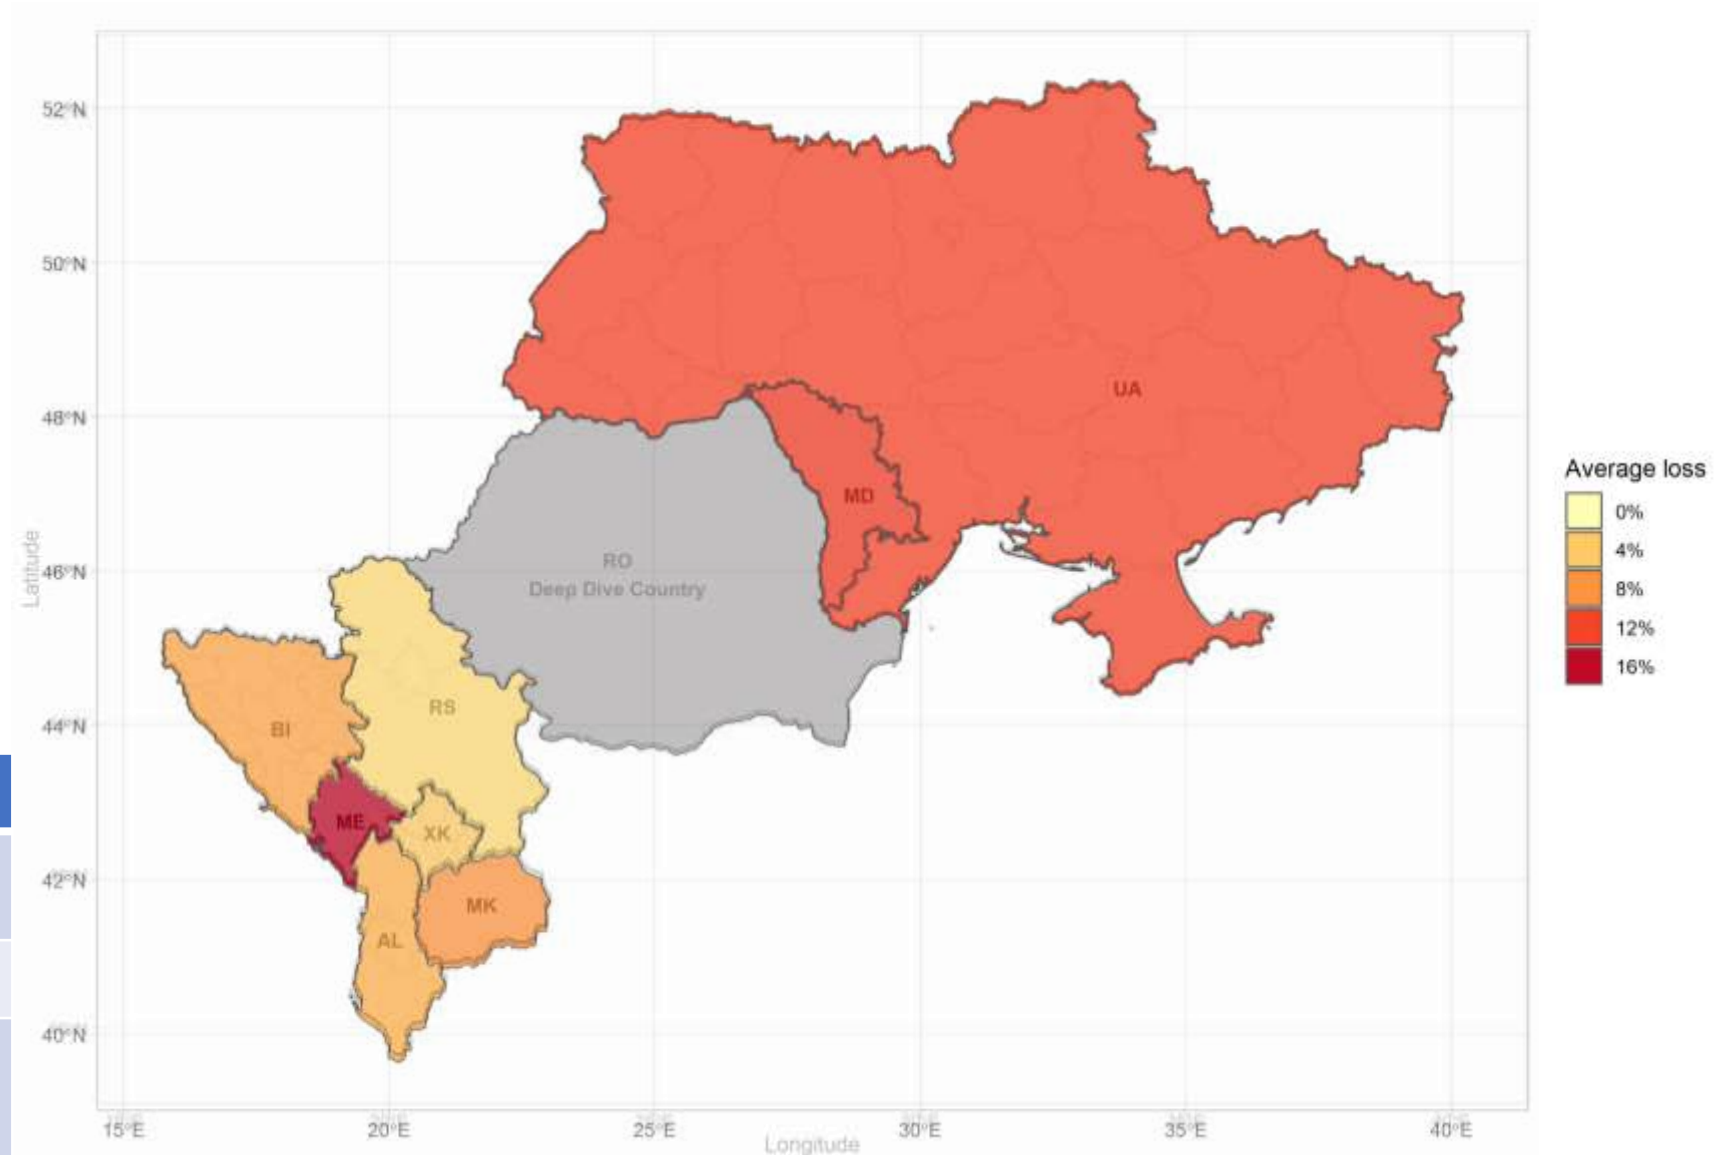 52°N
50°N
48°N
46°N
44°N
42°N
40°N
Latitude
UA
MD
RO
Deep Dive Country
RS
BI
ME
XK
MK
AL
15°E
20°E
25°E
30°E
35°E
40°E
Longitude
Average loss
0%
4%
8%
12%
16%